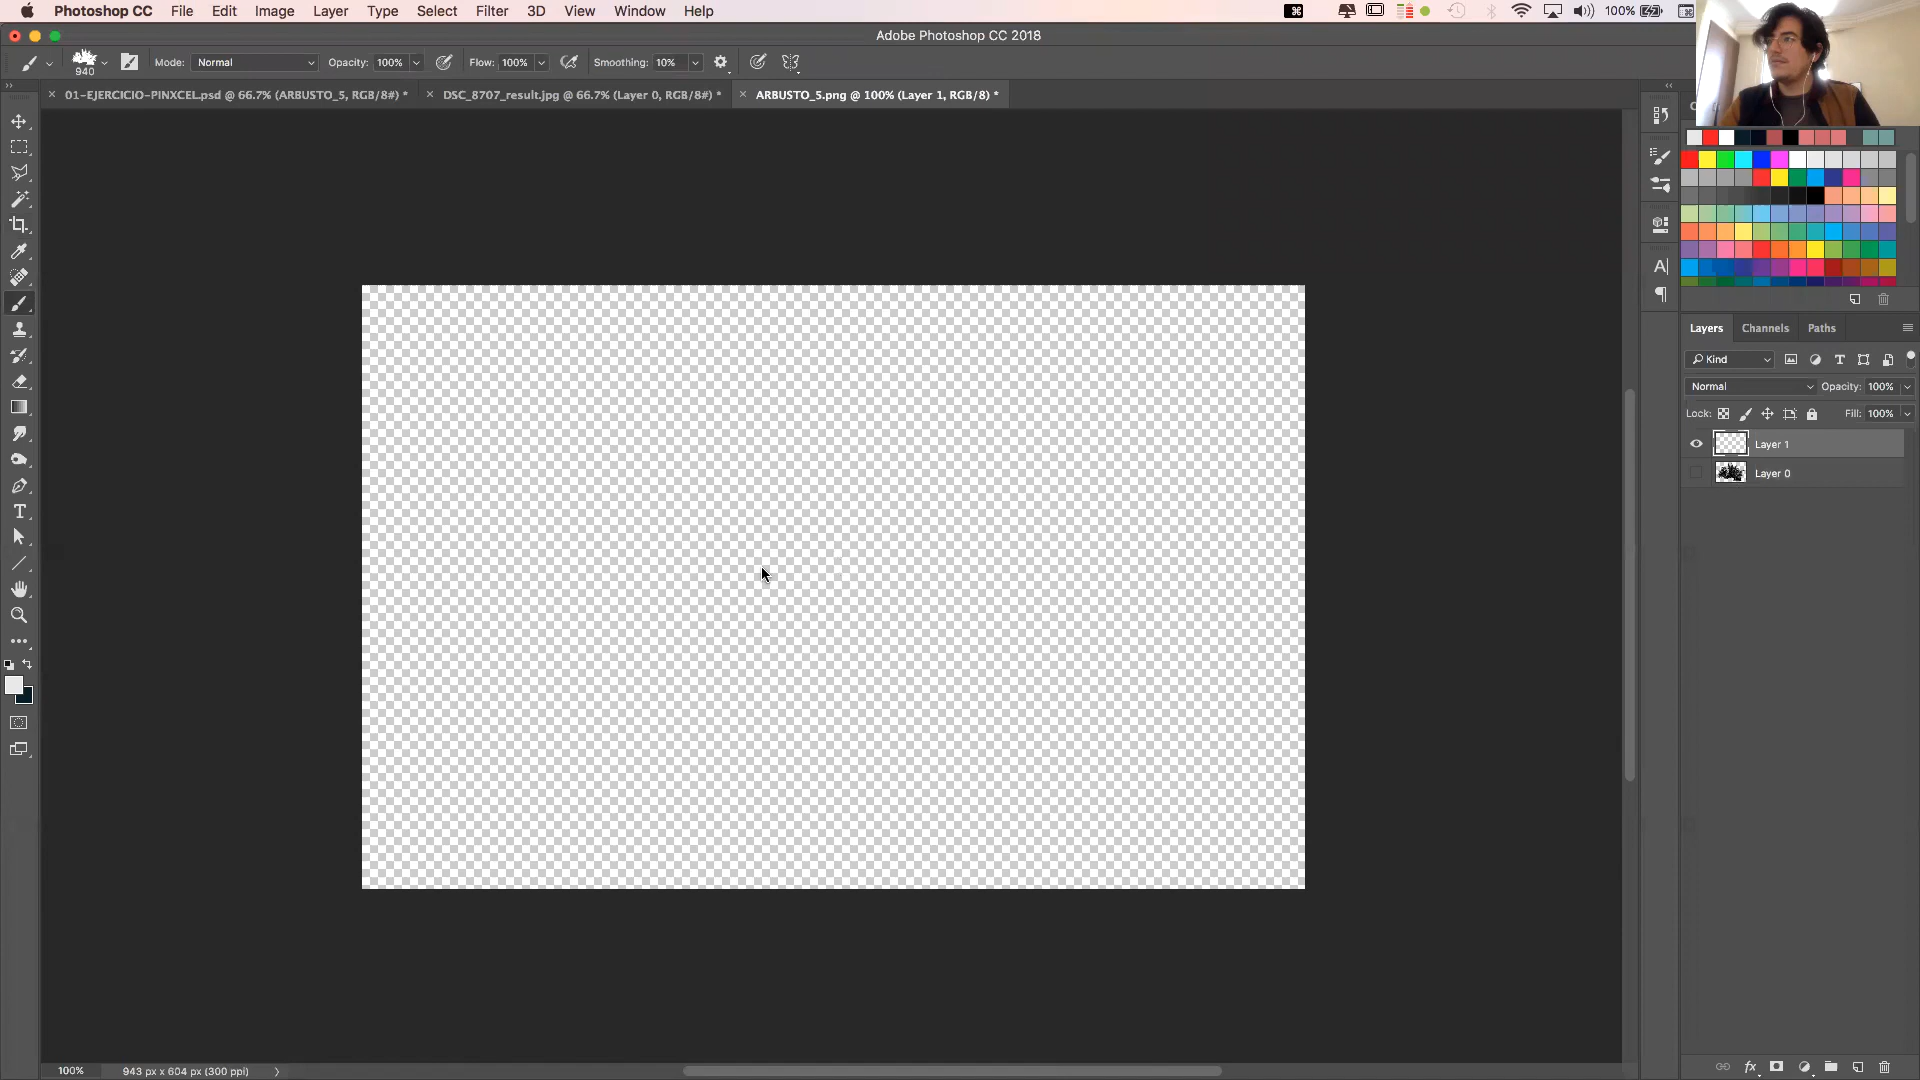 Photoshop CC File Edit Image Layer Type Select Filter 3D View Window Help 100%
Adobe Photoshop CC 2018
940 Mode: Normal Opacity: 100% Flow: 100% Smoothing: 10%
01-EJERCICIO-PINXCEL.psd @ 66.7% (ARBUSTO_5, RGB/8#) * DSC_8707_result.jpg @ 66.7% (Layer 0, RGB/8#) * ARBUSTO_5.png @ 100% (Layer 1, RGB/8) *
Layers Channels Paths
Kind
Normal Opacity: 100%
Lock: Fill: 100%
Layer 1
Layer 0
100% 943 px x 604 px (300 ppi)